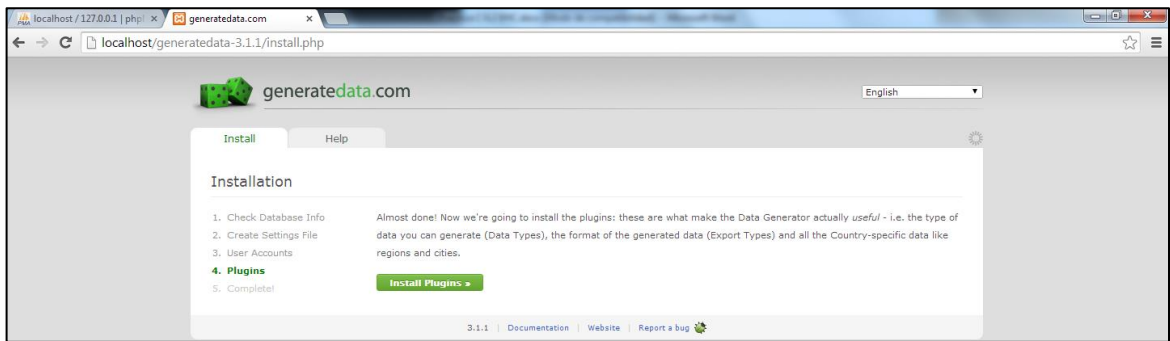 localhost / 127.0.0.1 | php
generatedata.com
localhost/generatedata-3.1.1/install.php
generatedata.com
English
Install
Help
Installation
1. Check Database Info
2. Create Settings File
3. User Accounts
4. Plugins
5. Complete!
Almost done! Now we're going to install the plugins: these are what make the Data Generator actually useful - i.e. the type of
data you can generate (Data Types), the format of the generated data (Export Types) and all the Country-specific data like
regions and cities.
Install Plugins »
3.1.1 | Documentation | Website | Report a bug